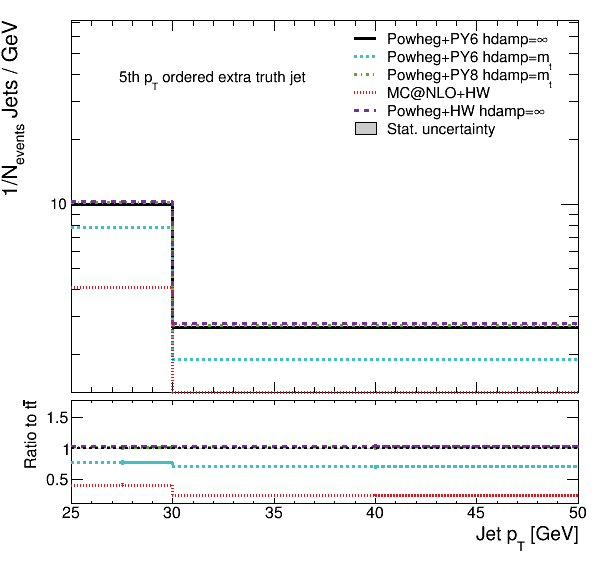 1/N_events Jets / GeV
5th p_T ordered extra truth jet
Powheg+PY6 hdamp=∞
Powheg+PY6 hdamp=m_t
Powheg+PY8 hdamp=m_t
MC@NLO+HW
Powheg+HW hdamp=∞
Stat. uncertainty
10
Ratio to tt̄
1.5
1
0.5
25 30 35 40 45 50
Jet p_T [GeV]